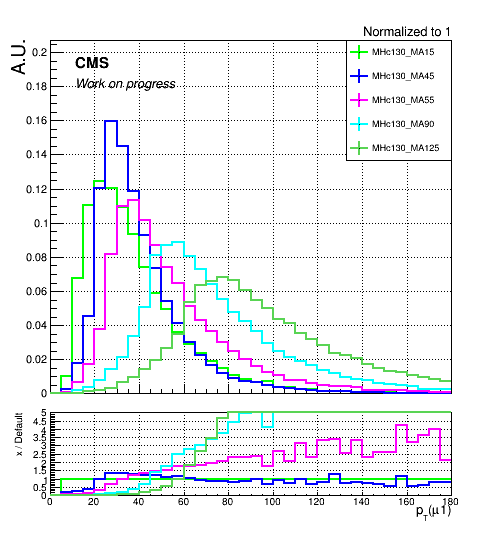 Normalized to 1
A.U.
0.2
0.18
0.16
0.14
0.12
0.1
0.08
0.06
0.04
0.02
0
CMS
Work on progress
MHc130_MA15
MHc130_MA45
MHc130_MA55
MHc130_MA90
MHc130_MA125
x / Default
5
4.5
4
3.5
3
2.5
2
1.5
1
0.5
0
0 20 40 60 80 100 120 140 160 180
p_T(μ1)